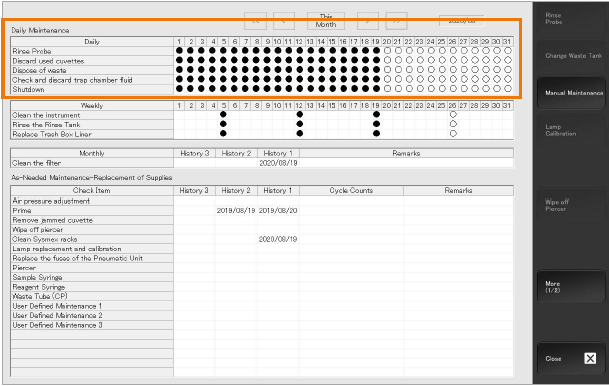 << < This Month > >> 2020/08
Daily Maintenance
Daily 1 2 3 4 5 6 7 8 9 10 11 12 13 14 15 16 17 18 19 20 21 22 23 24 25 26 27 28 29 30 31
Rinse Probe
Discard used cuvettes
Dispose of waste
Check and discard trap chamber fluid
Shutdown
Weekly 1 2 3 4 5 6 7 8 9 10 11 12 13 14 15 16 17 18 19 20 21 22 23 24 25 26 27 28 29 30 31
Clean the instrument
Rinse the Rinse Tank
Replace Trash Box Liner
Monthly History 3 History 2 History 1 Remarks
Clean the filter 2020/08/19
As-Needed Maintenance-Replacement of Supplies
Check Item History 3 History 2 History 1 Cycle Counts Remarks
Air pressure adjustment
Prime 2019/08/19 2019/08/20
Remove jammed cuvette
Wipe off piercer
Clean Sysmex racks 2020/08/19
Lamp replacement and calibration
Replace the fuses of the Pneumatic Unit
Piercer
Sample Syringe
Reagent Syringe
Waste Tube (CP)
User Defined Maintenance 1
User Defined Maintenance 2
User Defined Maintenance 3
Rinse
Probe
Change Waste Tank
Manual Maintenance
Lamp
Calibration
Wipe off
Piercer
More
(1/2)
Close